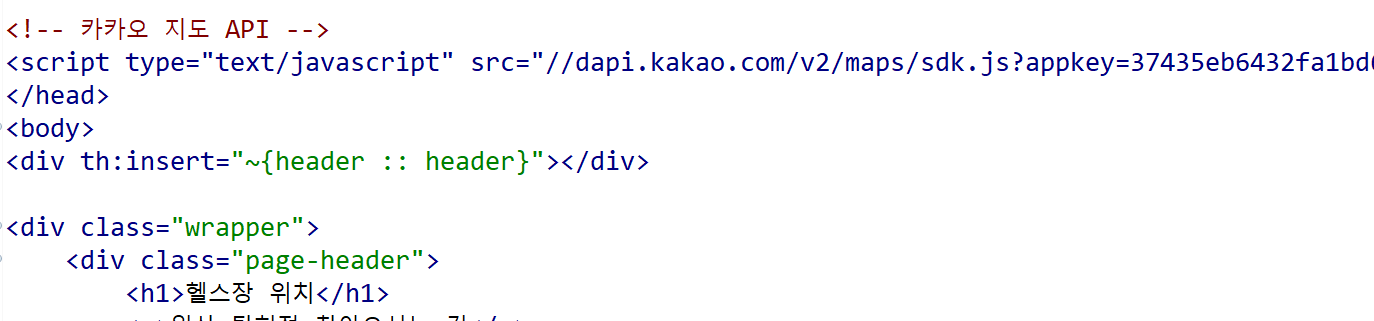 <!-- 카카오 지도 API -->
<script type="text/javascript" src="//dapi.kakao.com/v2/maps/sdk.js?appkey=37435eb6432fa1bd
</head>
<body>
<div th:insert="~{header :: header}"></div>
<div class="wrapper">
<div class="page-header">
<h1>헬스장 위치</h1>